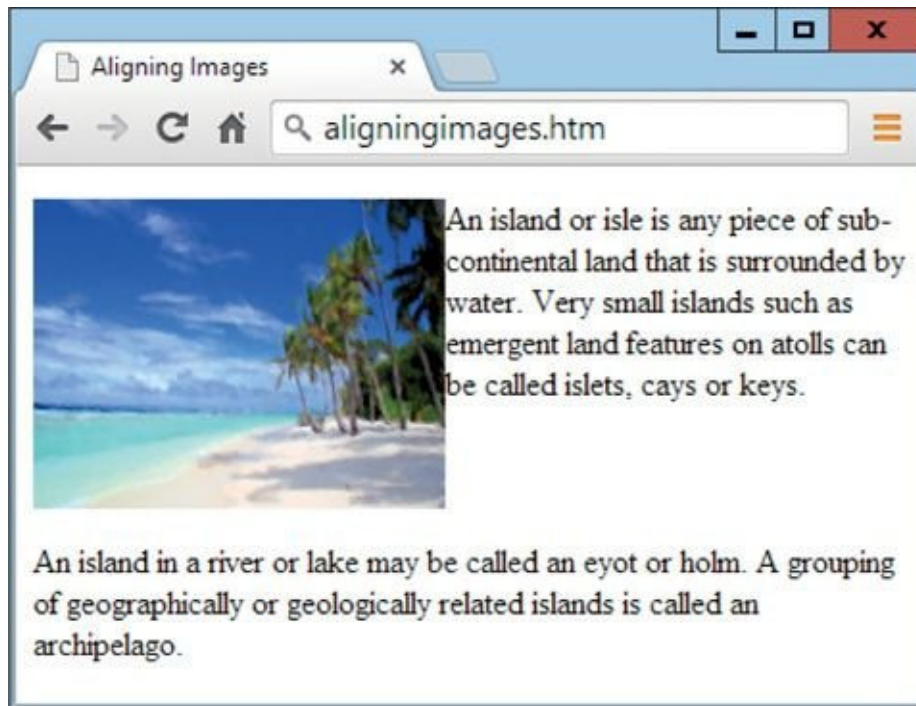 Aligning Images
aligningimages.htm
An island or isle is any piece of sub-
continental land that is surrounded by
water. Very small islands such as
emergent land features on atolls can
be called islets, cays or keys.
An island in a river or lake may be called an eyot or holm. A grouping
of geographically or geologically related islands is called an
archipelago.